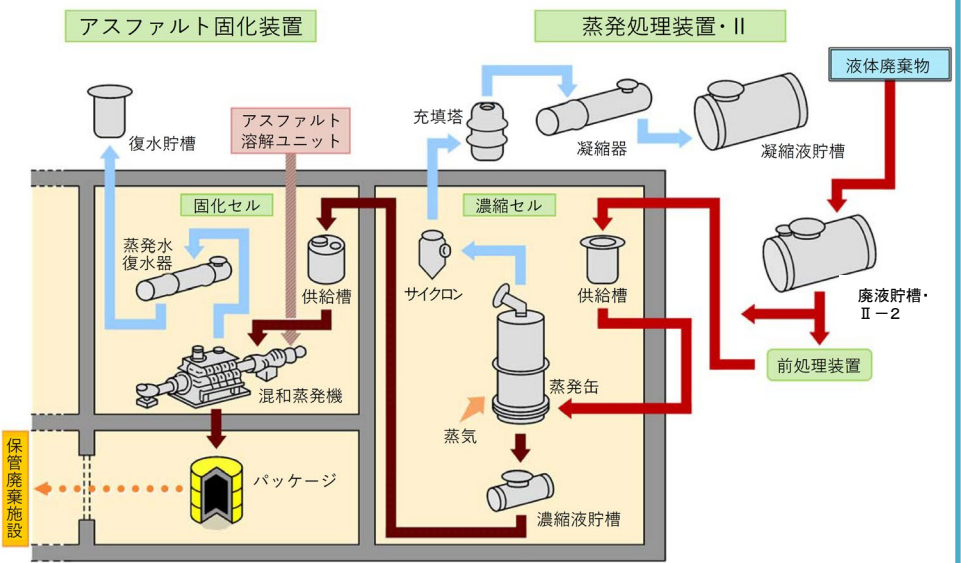 アスファルト固化装置
蒸発処理装置・Ⅱ
液体廃棄物
復水貯槽
アスファルト
溶解ユニット
充填塔
凝縮器
凝縮液貯槽
固化セル
濃縮セル
蒸発水
復水器
供給槽
サイクロン
供給槽
廃液貯槽・
Ⅱ－2
混和蒸発機
蒸発缶
前処理装置
蒸気
保管廃棄施設
パッケージ
濃縮液貯槽